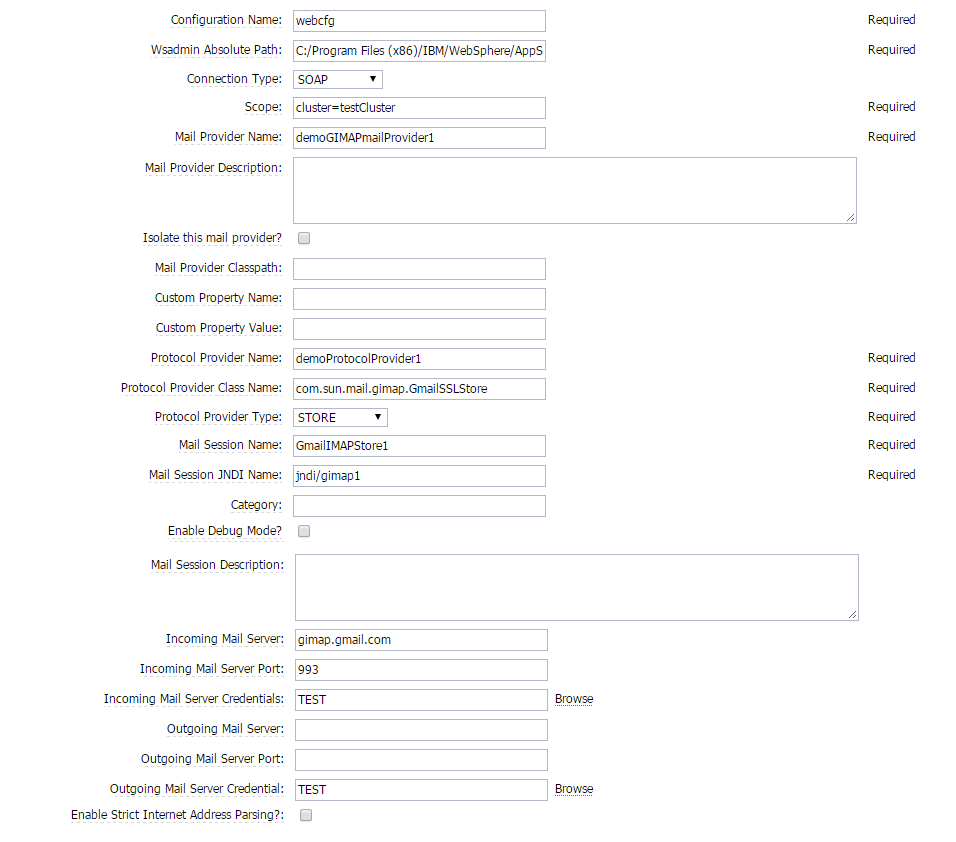 Configuration Name: webcfg Required
Wsadmin Absolute Path: C:/Program Files (x86)/IBM/WebSphere/AppS Required
Connection Type: SOAP
Scope: cluster=testCluster Required
Mail Provider Name: demoGIMAPmailProvider1 Required
Mail Provider Description:
Isolate this mail provider?
Mail Provider Classpath:
Custom Property Name:
Custom Property Value:
Protocol Provider Name: demoProtocolProvider1 Required
Protocol Provider Class Name: com.sun.mail.gimap.GmailSSLStore Required
Protocol Provider Type: STORE Required
Mail Session Name: GmailIMAPStore1 Required
Mail Session JNDI Name: jndi/gimap1 Required
Category:
Enable Debug Mode?
Mail Session Description:
Incoming Mail Server: gimap.gmail.com
Incoming Mail Server Port: 993
Incoming Mail Server Credentials: TEST Browse
Outgoing Mail Server:
Outgoing Mail Server Port:
Outgoing Mail Server Credential: TEST Browse
Enable Strict Internet Address Parsing?: